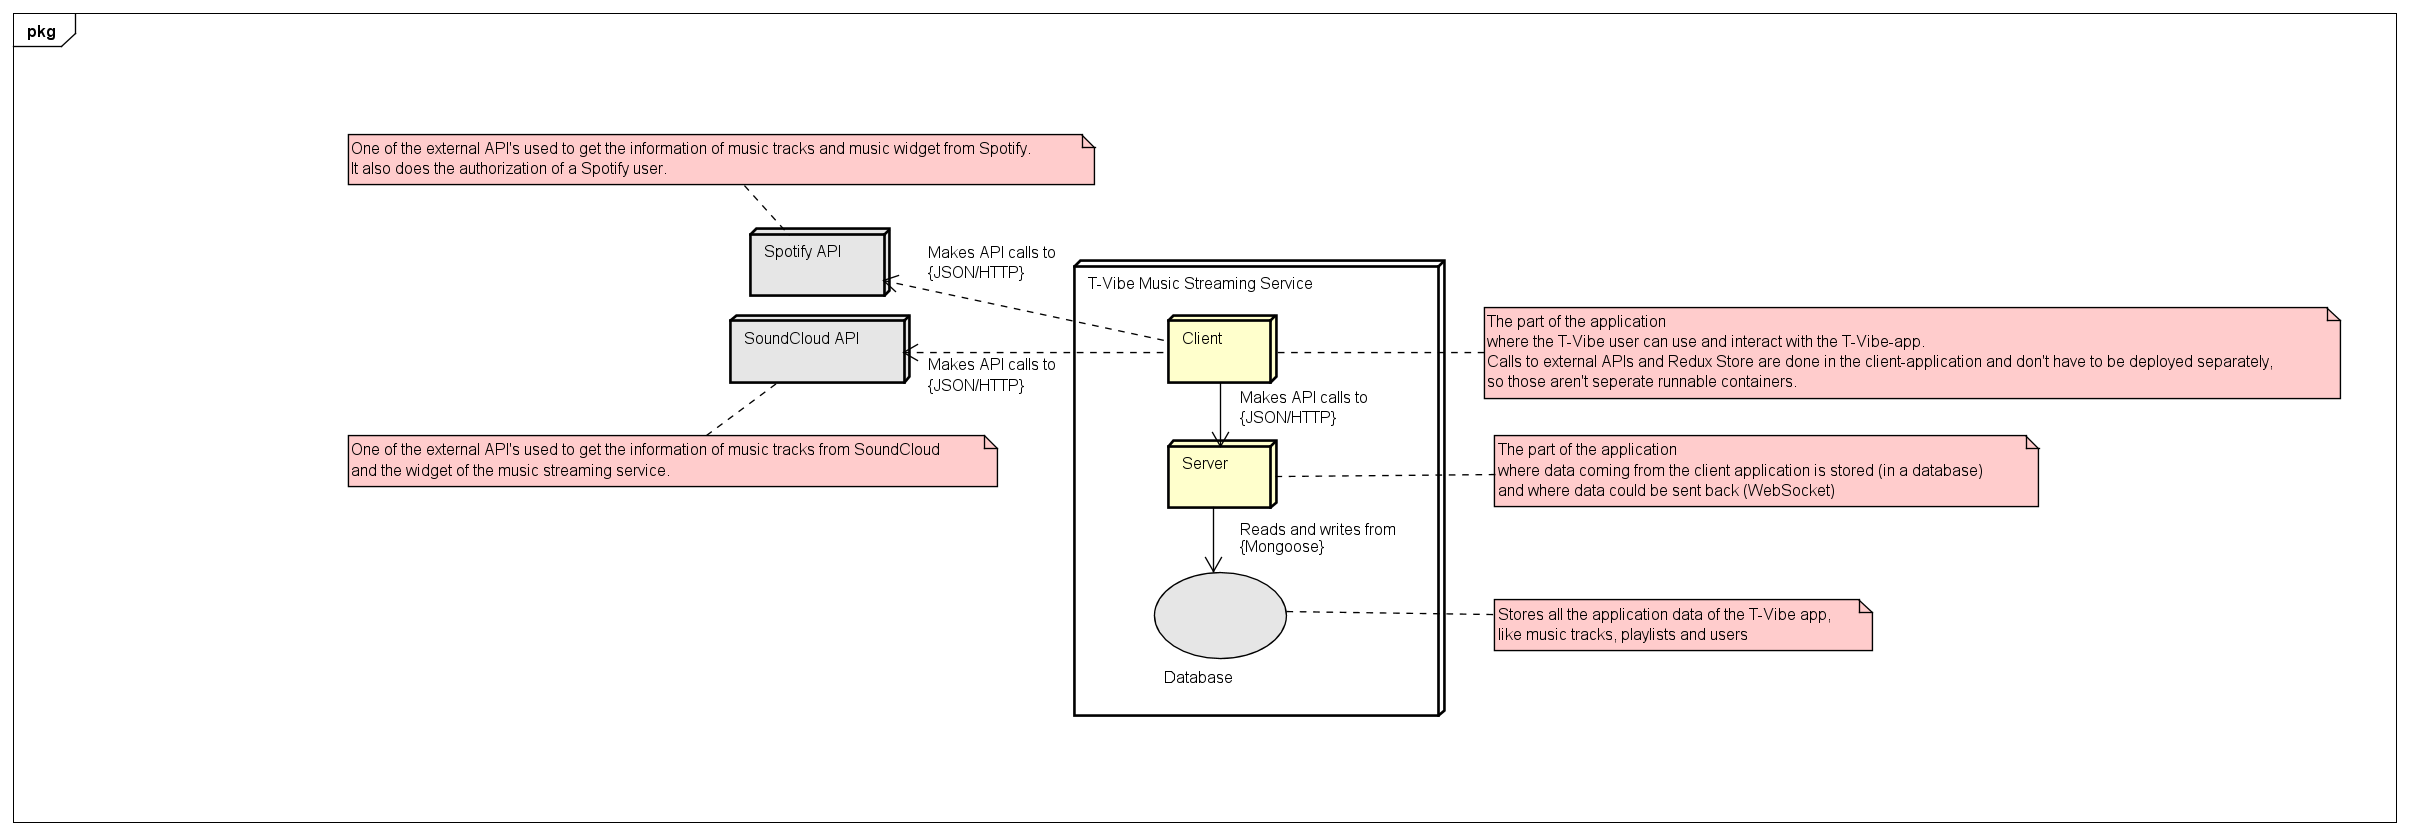 pkg
One of the external API's used to get the information of music tracks and music widget from Spotify.
It also does the authorization of a Spotify user.
Spotify API
Makes API calls to
{JSON/HTTP}
T-Vibe Music Streaming Service
SoundCloud API
Makes API calls to
{JSON/HTTP}
Client
The part of the application
where the T-Vibe user can use and interact with the T-Vibe-app.
Calls to external APIs and Redux Store are done in the client-application and don't have to be deployed separately,
so those aren't seperate runnable containers.
Makes API calls to
{JSON/HTTP}
One of the external API's used to get the information of music tracks from SoundCloud
and the widget of the music streaming service.
Server
The part of the application
where data coming from the client application is stored (in a database)
and where data could be sent back (WebSocket)
Reads and writes from
{Mongoose}
Stores all the application data of the T-Vibe app,
like music tracks, playlists and users
Database